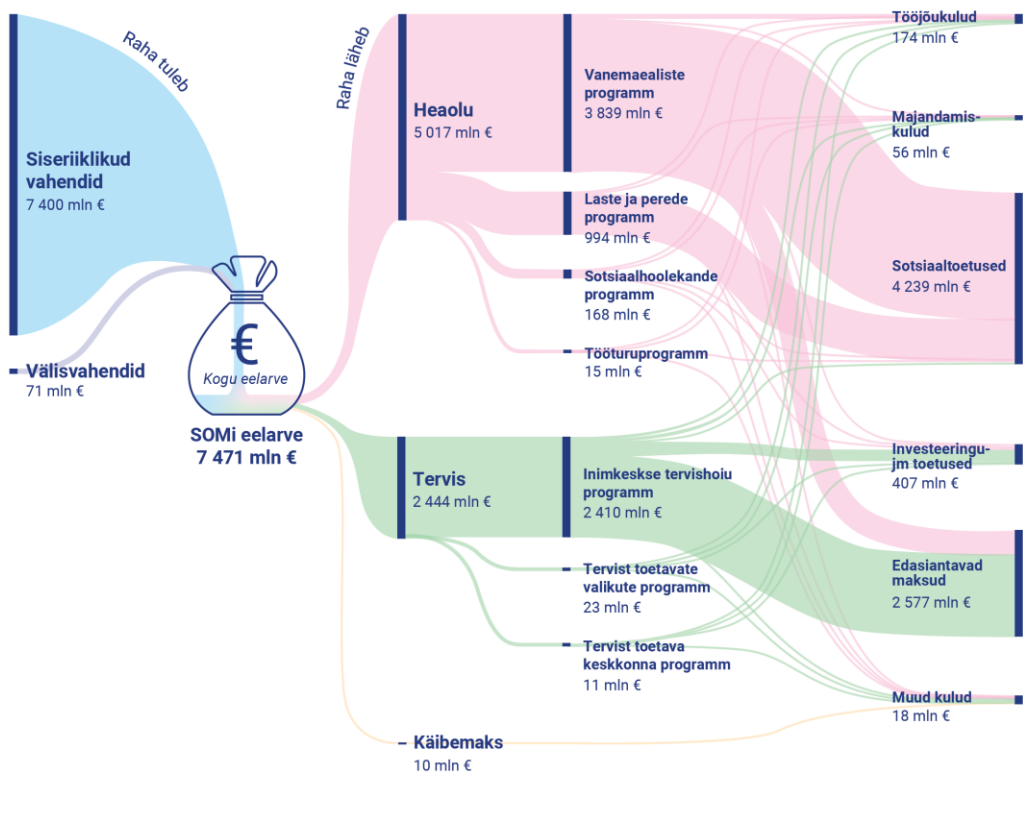 Raha tuleb
Siseriiklikud
vahendid
7 400 mln €
Välisvahendid
71 mln €
€
Kogu eelarve
SOMi eelarve
7 471 mln €
Raha läheb
Heaolu
5 017 mln €
Tervis
2 444 mln €
Käibemaks
10 mln €
Vanemaealiste
programm
3 839 mln €
Laste ja perede
programm
994 mln €
Sotsiaalhoolekande
programm
168 mln €
Tööturuprogramm
15 mln €
Inimkeskse tervishoiu
programm
2 410 mln €
Tervist toetavate
valikute programm
23 mln €
Tervist toetava
keskkonna programm
11 mln €
Tööjõukulud
174 mln €
Majandamis-
kulud
56 mln €
Sotsiaaltoetused
4 239 mln €
Investeeringu-
jm toetused
407 mln €
Edasiantavad
maksud
2 577 mln €
Muud kulud
18 mln €